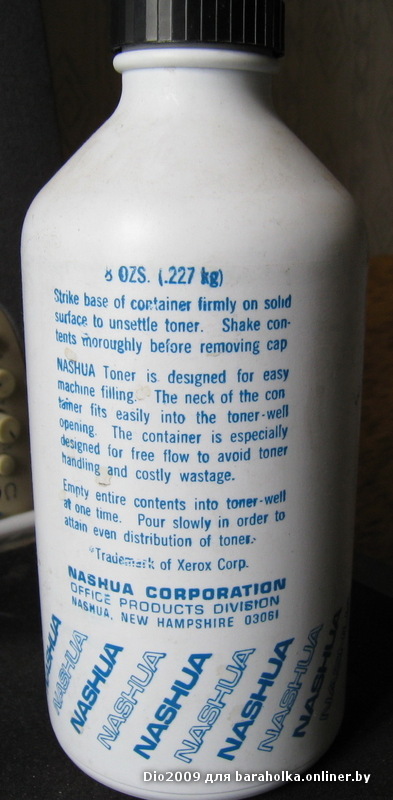 8 OZS. (.227 kg)
Strike base of container firmly on solid
surface to unsettle toner. Shake con-
tents thoroughly before removing cap
NASHUA Toner is designed for easy
machine filling. The neck of the con
tainer fits easily into the toner-well
opening. The container is especially
designed for free flow to avoid toner
handling and costly wastage.
Empty entire contents into toner-well
at one time. Pour slowly in order to
attain even distribution of toner.
*Trademark of Xerox Corp.
NASHUA CORPORATION
OFFICE PRODUCTS DIVISION
NASHUA, NEW HAMPSHIRE 03061
NASHUA NASHUA NASHUA NASHUA NASHUA NASHUA NASHUA NASHUA NASHUA NASHUA
Dio2009 для baraholka.onliner.by